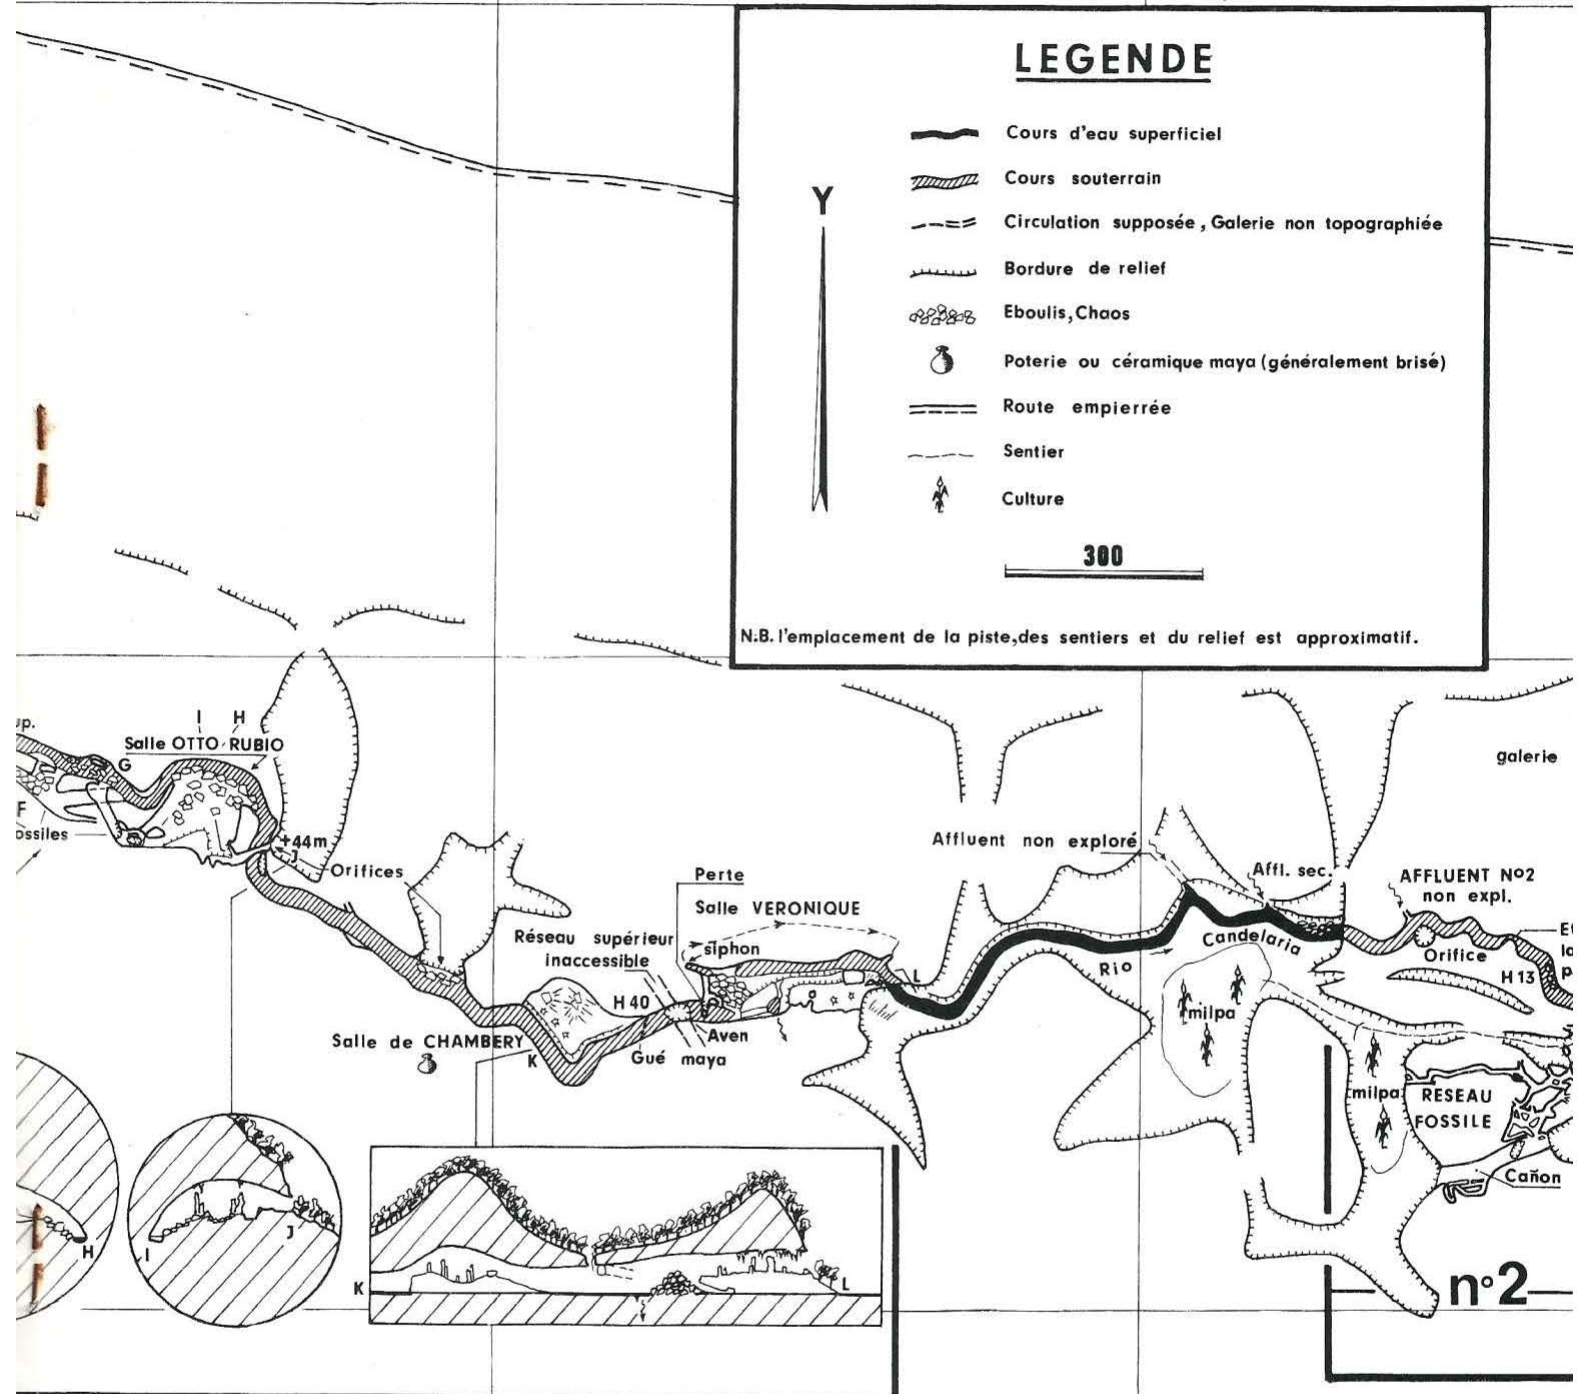 LEGENDE
Cours d'eau superficiel
Cours souterrain
Circulation supposée, Galerie non topographiée
Bordure de relief
Eboulis, Chaos
Poterie ou céramique maya (généralement brisé)
Route empierrée
Sentier
Culture
Y
300
N.B. l'emplacement de la piste, des sentiers et du relief est approximatif.
up.
I H
Salle OTTO-RUBIO
G
F
ossiles
+44m
J
Orifices
galerie
Affluent non exploré
Affl. sec.
AFFLUENT No2
non expl.
Perte
Salle VERONIQUE
siphon
Réseau supérieur
inaccessible
H 40
L
Rio
Candelaria
Orifice
H 13
Salle de CHAMBERY
K
Gué maya
Aven
milpa
milpa
RESEAU
FOSSILE
Cañon
H
I
J
K
L
n°2